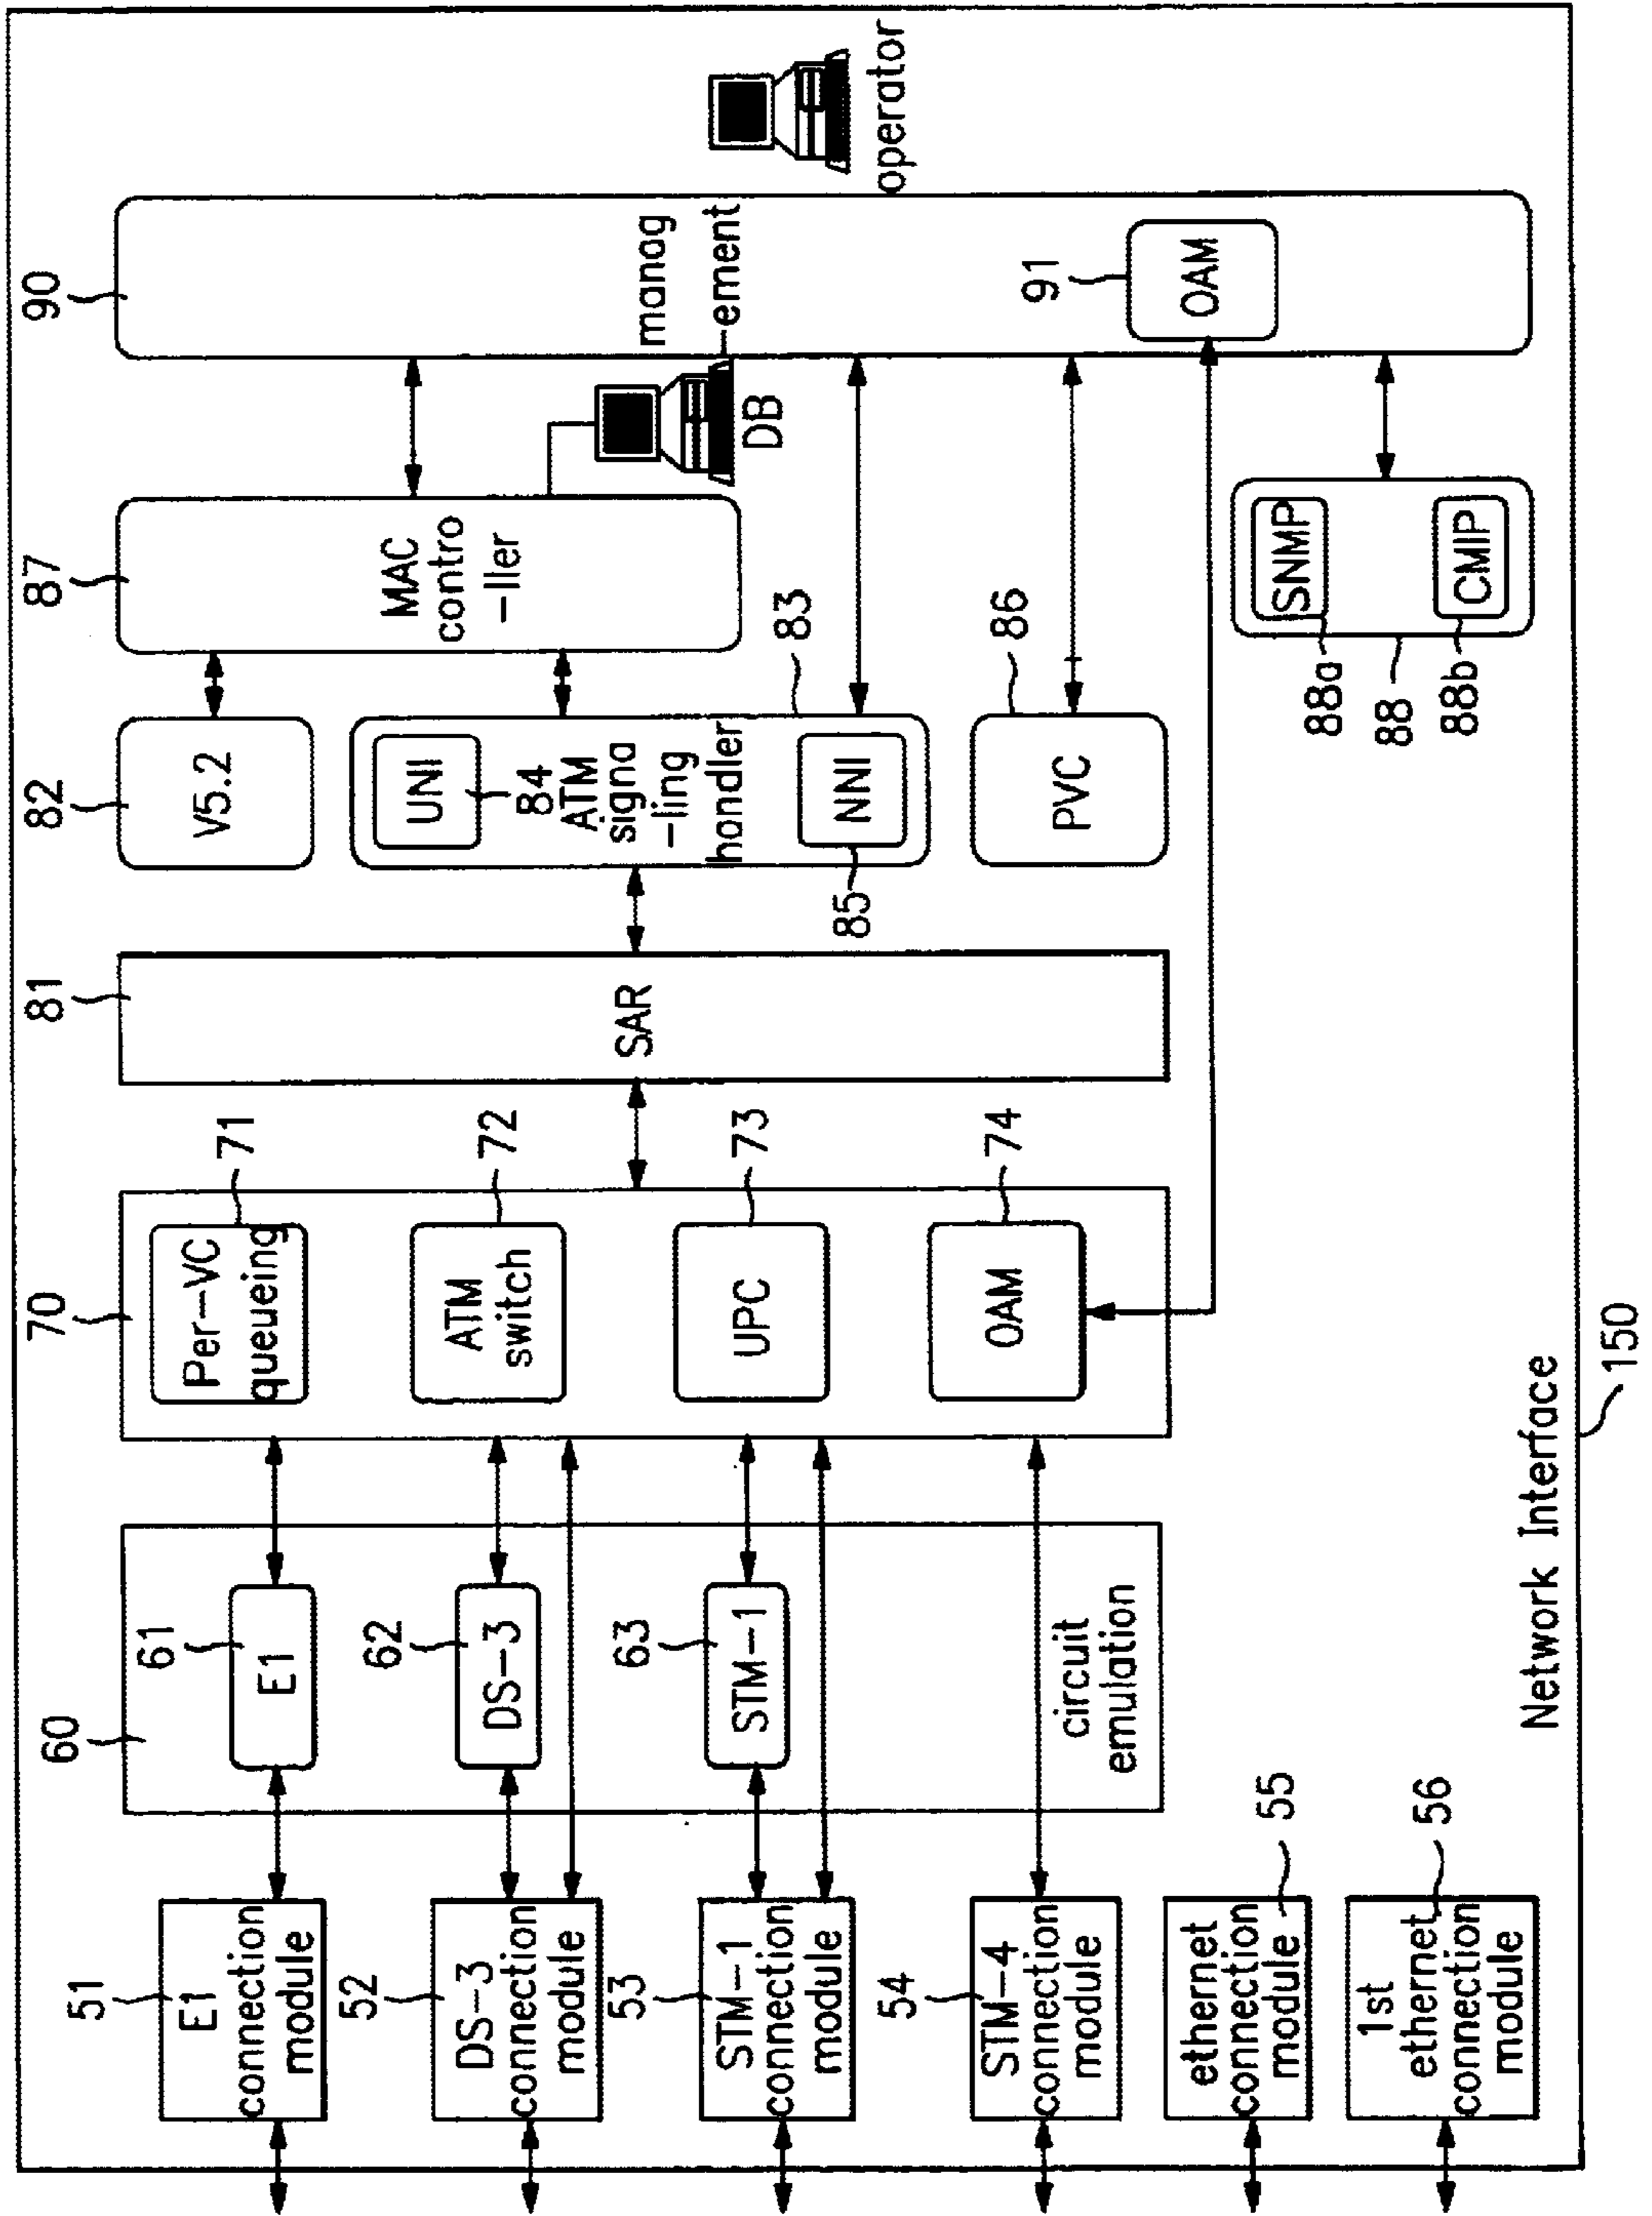 51
E1
connection
module
52
DS-3
connection
module
53
STM-1
connection
module
54
STM-4
connection
module
ethernet
connection
module
55
1st
ethernet
connection
module
56
60
61
E1
62
DS-3
63
STM-1
circuit
emulation
70
Per-VC
queueing
71
ATM
switch
72
UPC
73
OAM
74
81
SAR
82
V5.2
UNI
84
ATM
signa
-ling
handler
83
NNI
85
PVC
86
87
MAC
contro
-ller
DB
SNMP
88a
88
CMIP
88b
90
manag
ement
91
OAM
operator
Network Interface
150